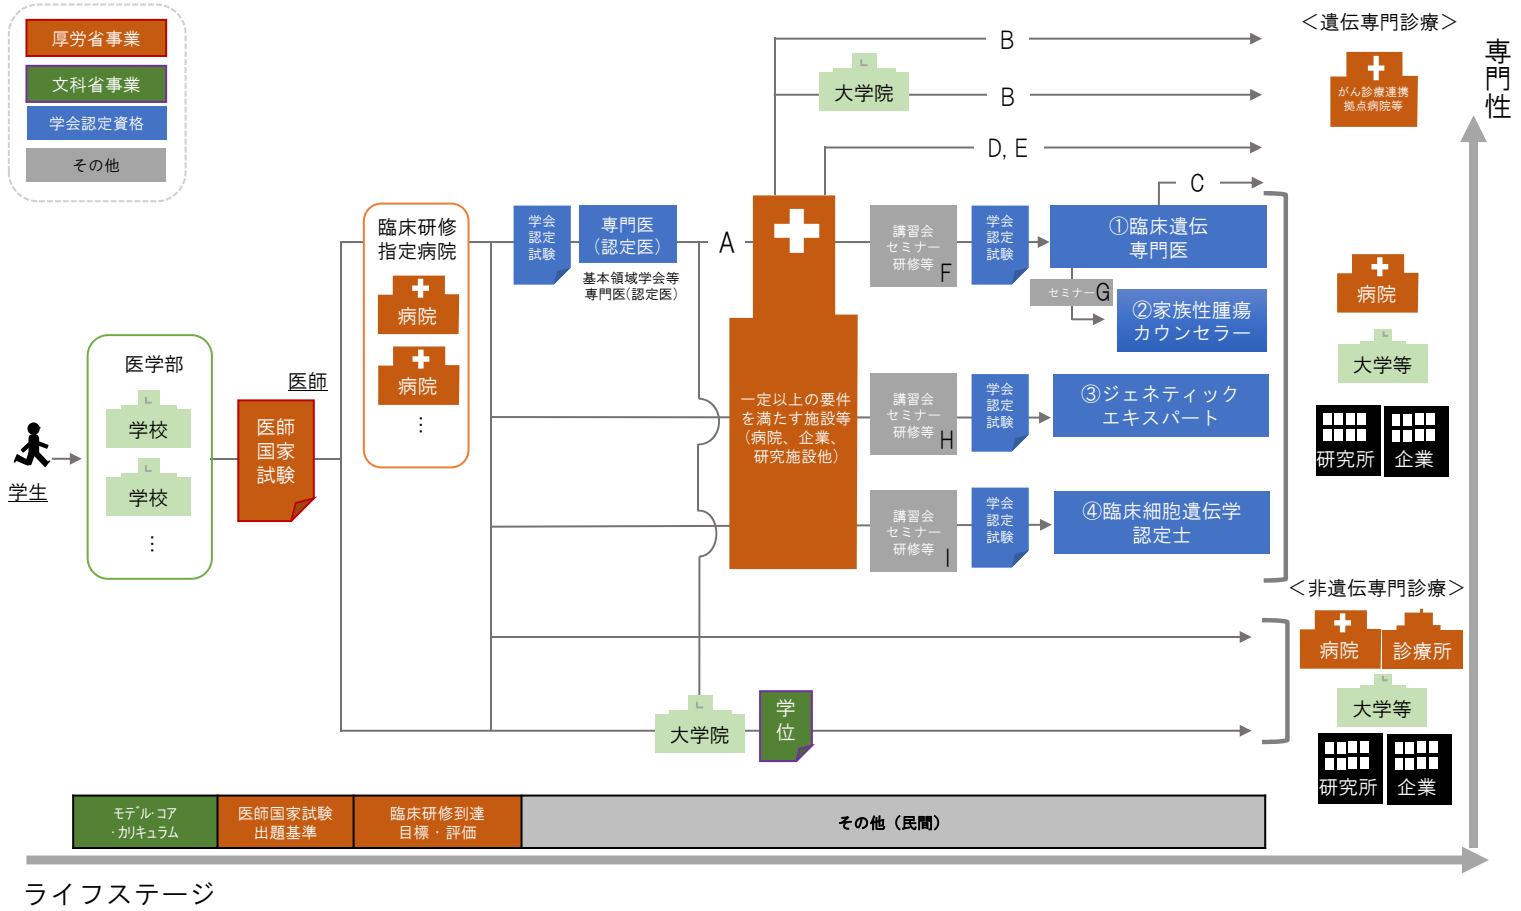 厚労省事業
文科省事業
学会認定資格
その他
B
大学院
B
D, E
C
＜遺伝専門診療＞
がん診療連携
拠点病院等
専門性
臨床研修
指定病院
病院
病院
…
学会
認定
試験
専門医
（認定医）
基本領域学会等
専門医(認定医)
A
講習会
セミナー
研修等
F
学会
認定
試験
①臨床遺伝
専門医
セミナー
G
②家族性腫瘍
カウンセラー
病院
大学等
研究所
企業
医学部
学校
学校
…
学生
医師
医師
国家
試験
一定以上の要件
を満たす施設等
（病院、企業、
研究施設他）
講習会
セミナー
研修等
H
学会
認定
試験
③ジェネティック
エキスパート
講習会
セミナー
研修等
I
学会
認定
試験
④臨床細胞遺伝学
認定士
＜非遺伝専門診療＞
病院
診療所
大学等
研究所
企業
大学院
学位
モデル・コア
・カリキュラム
医師国家試験
出題基準
臨床研修到達
目標・評価
その他（民間）
ライフステージ